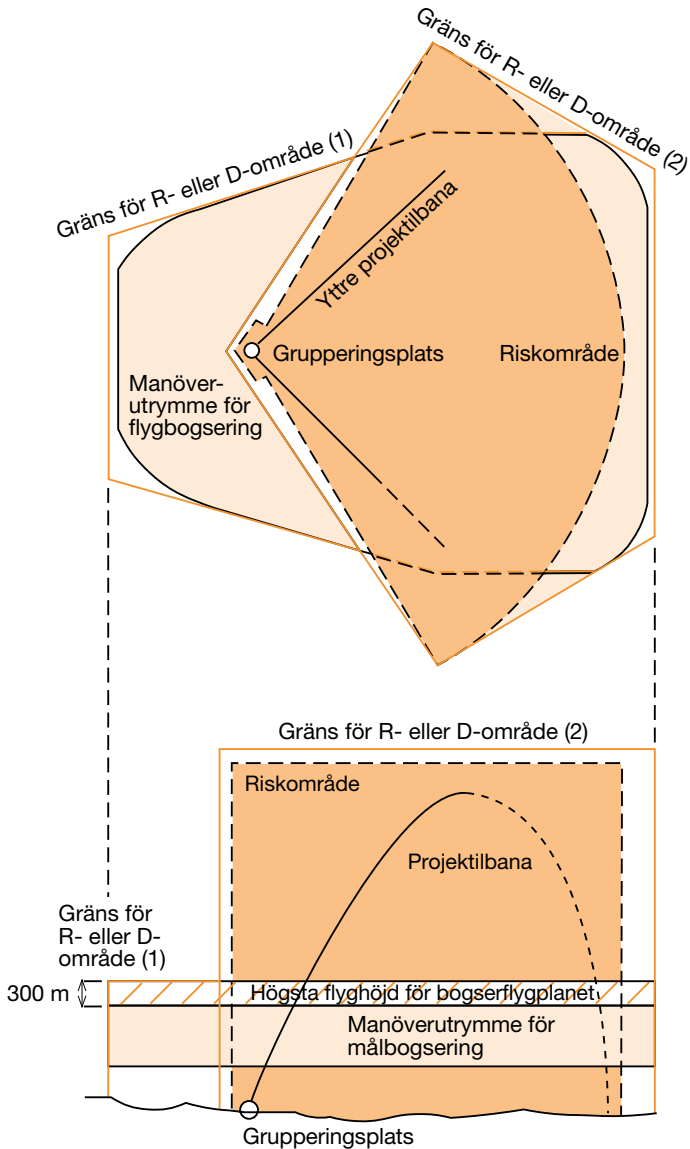 Gräns för R- eller D-område (2)
Gräns för R- eller D-område (1)
Yttre projektilbana
Grupperingsplats
Riskområde
Manöver-
utrymme för
flygbogsering
Gräns för R- eller D-område (2)
Riskområde
Projektilbana
Gräns för
R- eller D-
område (1)
300 m
Högsta flyghöjd för bogserflygplanet
Manöverutrymme för
målbogsering
Grupperingsplats